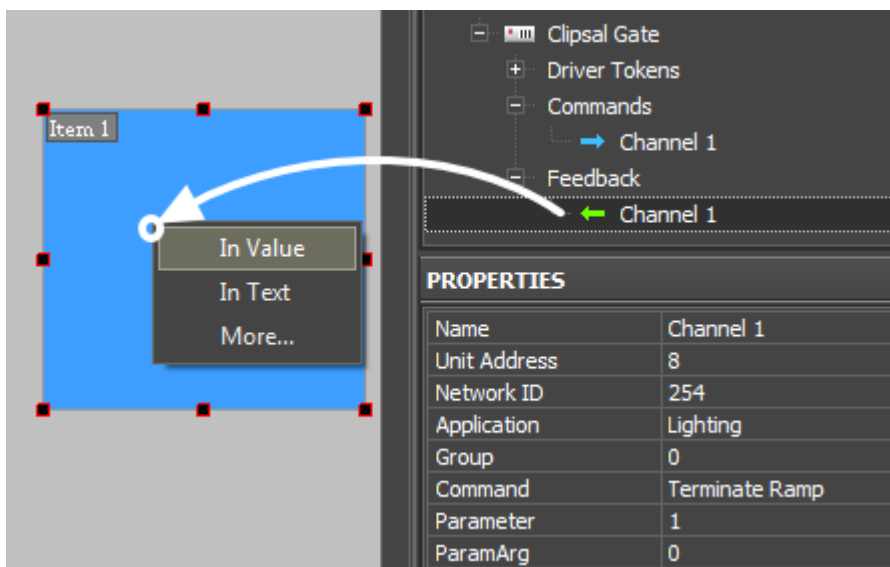 Clipsal Gate
Driver Tokens
Commands
Channel 1
Feedback
Channel 1
Item 1
In Value
In Text
More...
PROPERTIES
Name Channel 1
Unit Address 8
Network ID 254
Application Lighting
Group 0
Command Terminate Ramp
Parameter 1
ParamArg 0